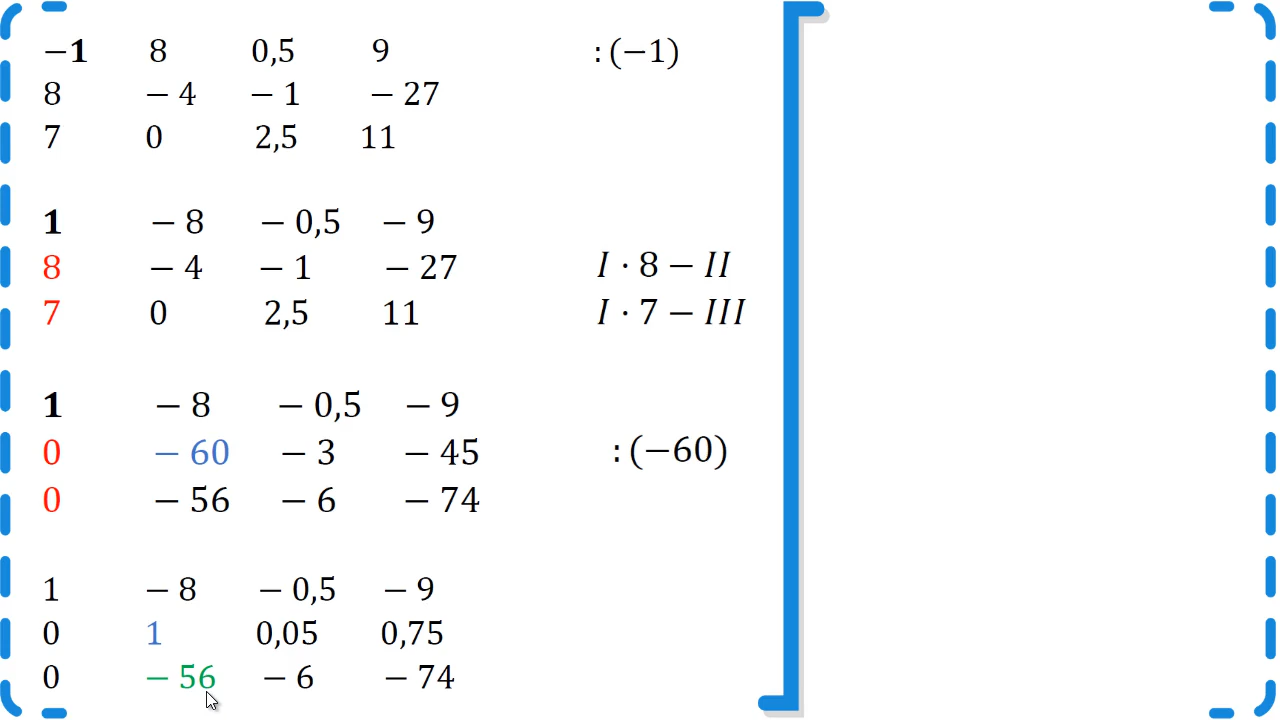 −1 8 0,5 9 :(−1)
8 −4 −1 −27
7 0 2,5 11
1 −8 −0,5 −9
8 −4 −1 −27 I · 8 − II
7 0 2,5 11 I · 7 − III
1 −8 −0,5 −9
0 −60 −3 −45 :(−60)
0 −56 −6 −74
1 −8 −0,5 −9
0 1 0,05 0,75
0 −56 −6 −74